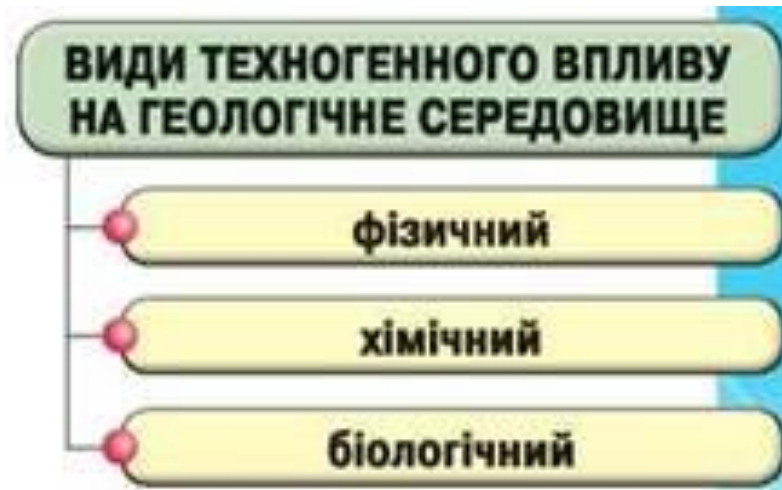 ВИДИ ТЕХНОГЕННОГО ВПЛИВУ
НА ГЕОЛОГІЧНЕ СЕРЕДОВИЩЕ
фізичний
хімічний
біологічний